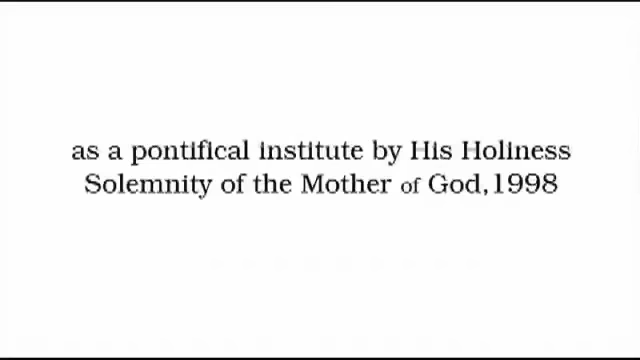 as a pontifical institute by His Holiness
Solemnity of the Mother of God,1998